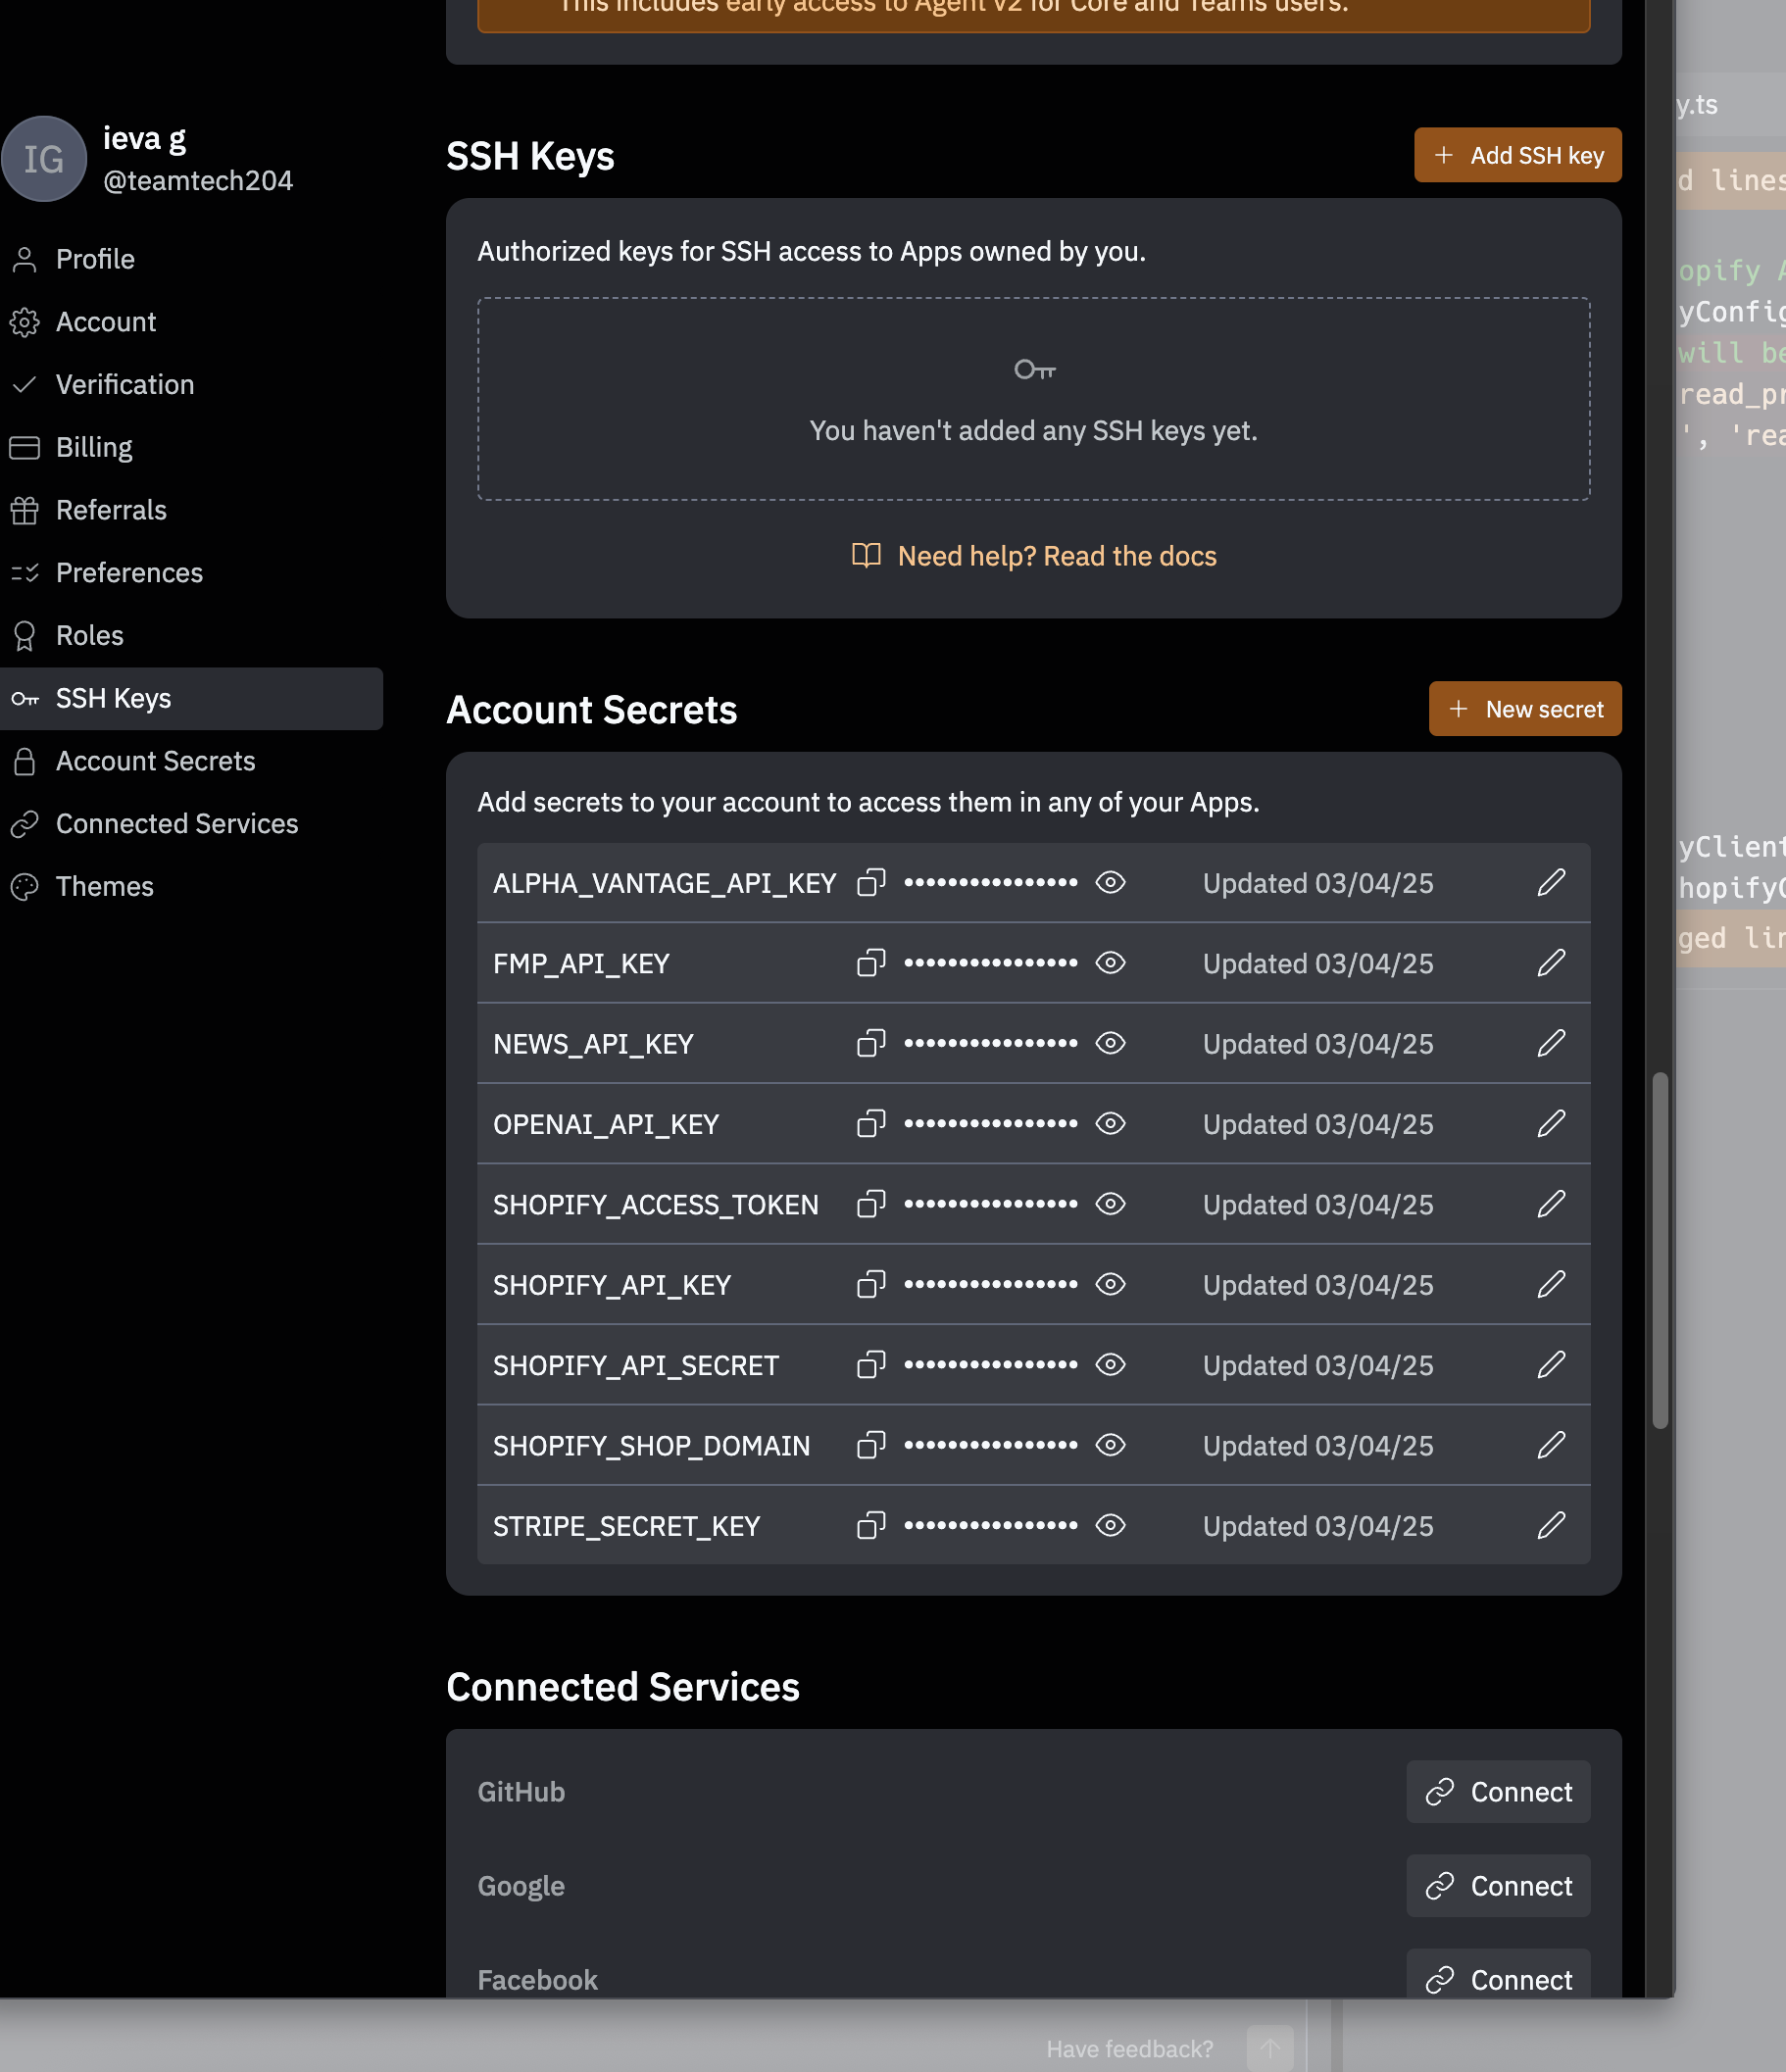 This includes early access to Agent v2 for Core and Teams users.
IG
ieva g
@teamtech204
Profile
Account
Verification
Billing
Referrals
Preferences
Roles
SSH Keys
Account Secrets
Connected Services
Themes
SSH Keys
+ Add SSH key
Authorized keys for SSH access to Apps owned by you.
You haven't added any SSH keys yet.
Need help? Read the docs
Account Secrets
+ New secret
Add secrets to your account to access them in any of your Apps.
ALPHA_VANTAGE_API_KEY •••••••••••••••• Updated 03/04/25
FMP_API_KEY •••••••••••••••• Updated 03/04/25
NEWS_API_KEY •••••••••••••••• Updated 03/04/25
OPENAI_API_KEY •••••••••••••••• Updated 03/04/25
SHOPIFY_ACCESS_TOKEN •••••••••••••••• Updated 03/04/25
SHOPIFY_API_KEY •••••••••••••••• Updated 03/04/25
SHOPIFY_API_SECRET •••••••••••••••• Updated 03/04/25
SHOPIFY_SHOP_DOMAIN •••••••••••••••• Updated 03/04/25
STRIPE_SECRET_KEY •••••••••••••••• Updated 03/04/25
Connected Services
GitHub Connect
Google Connect
Facebook Connect
Have feedback?
y.ts
d lines
opify A
yConfig
will be
read_pr
', 'rea
yClient
hopifyC
ged lin